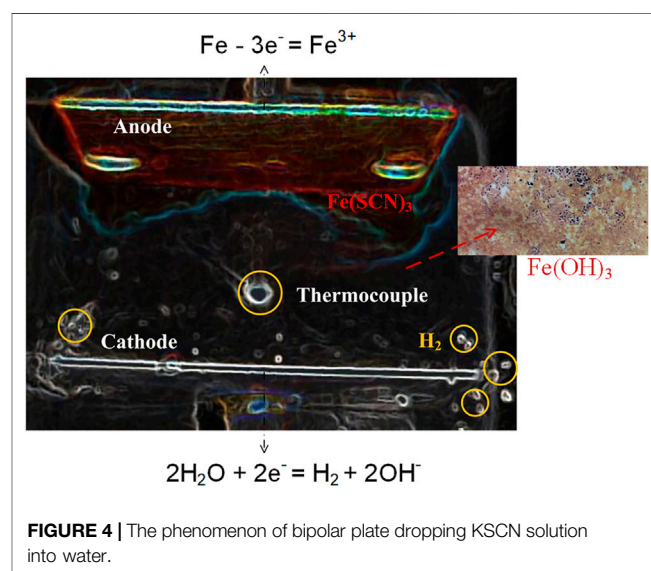 Fe - 3e⁻ = Fe³⁺
Anode
Fe(SCN)₃
Fe(OH)₃
Thermocouple
Cathode
H₂
2H₂O + 2e⁻ = H₂ + 2OH⁻
FIGURE 4 | The phenomenon of bipolar plate dropping KSCN solution
into water.